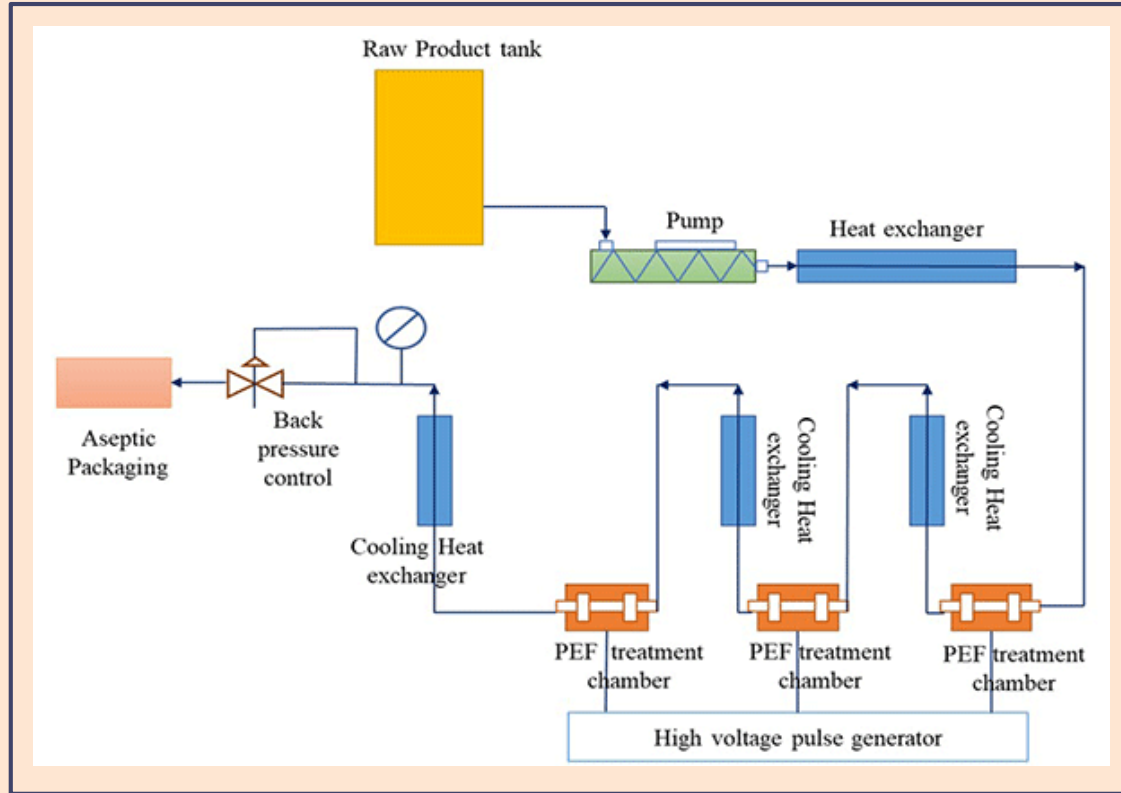 Raw Product tank
Pump
Heat exchanger
Aseptic
Packaging
Back
pressure
control
Cooling Heat
exchanger
Cooling Heat
exchanger
Cooling Heat
exchanger
PEF treatment
chamber
PEF treatment
chamber
PEF treatment
chamber
High voltage pulse generator